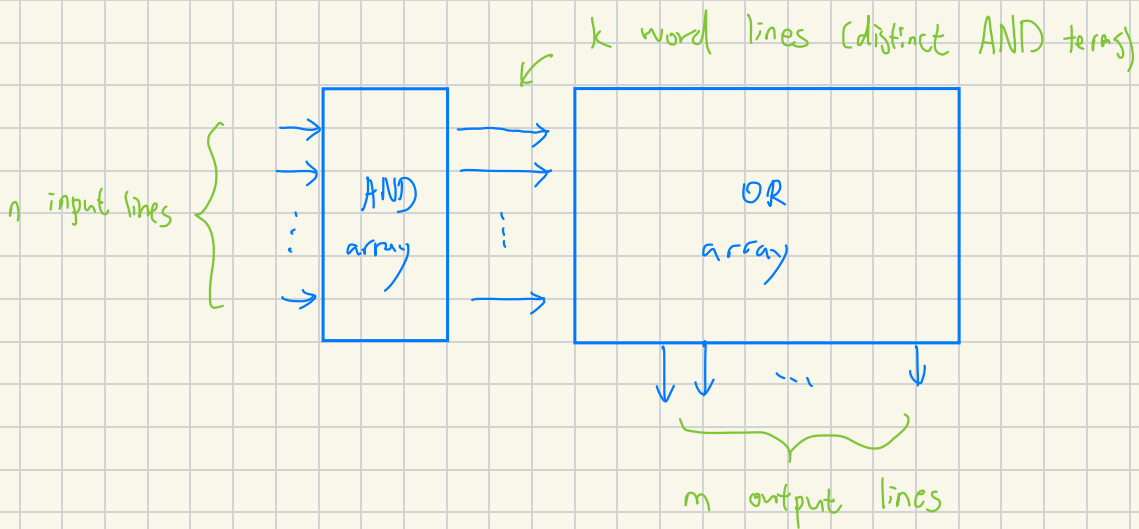 k word lines (distinct AND terms)
n input lines
AND
array
OR
array
m output lines